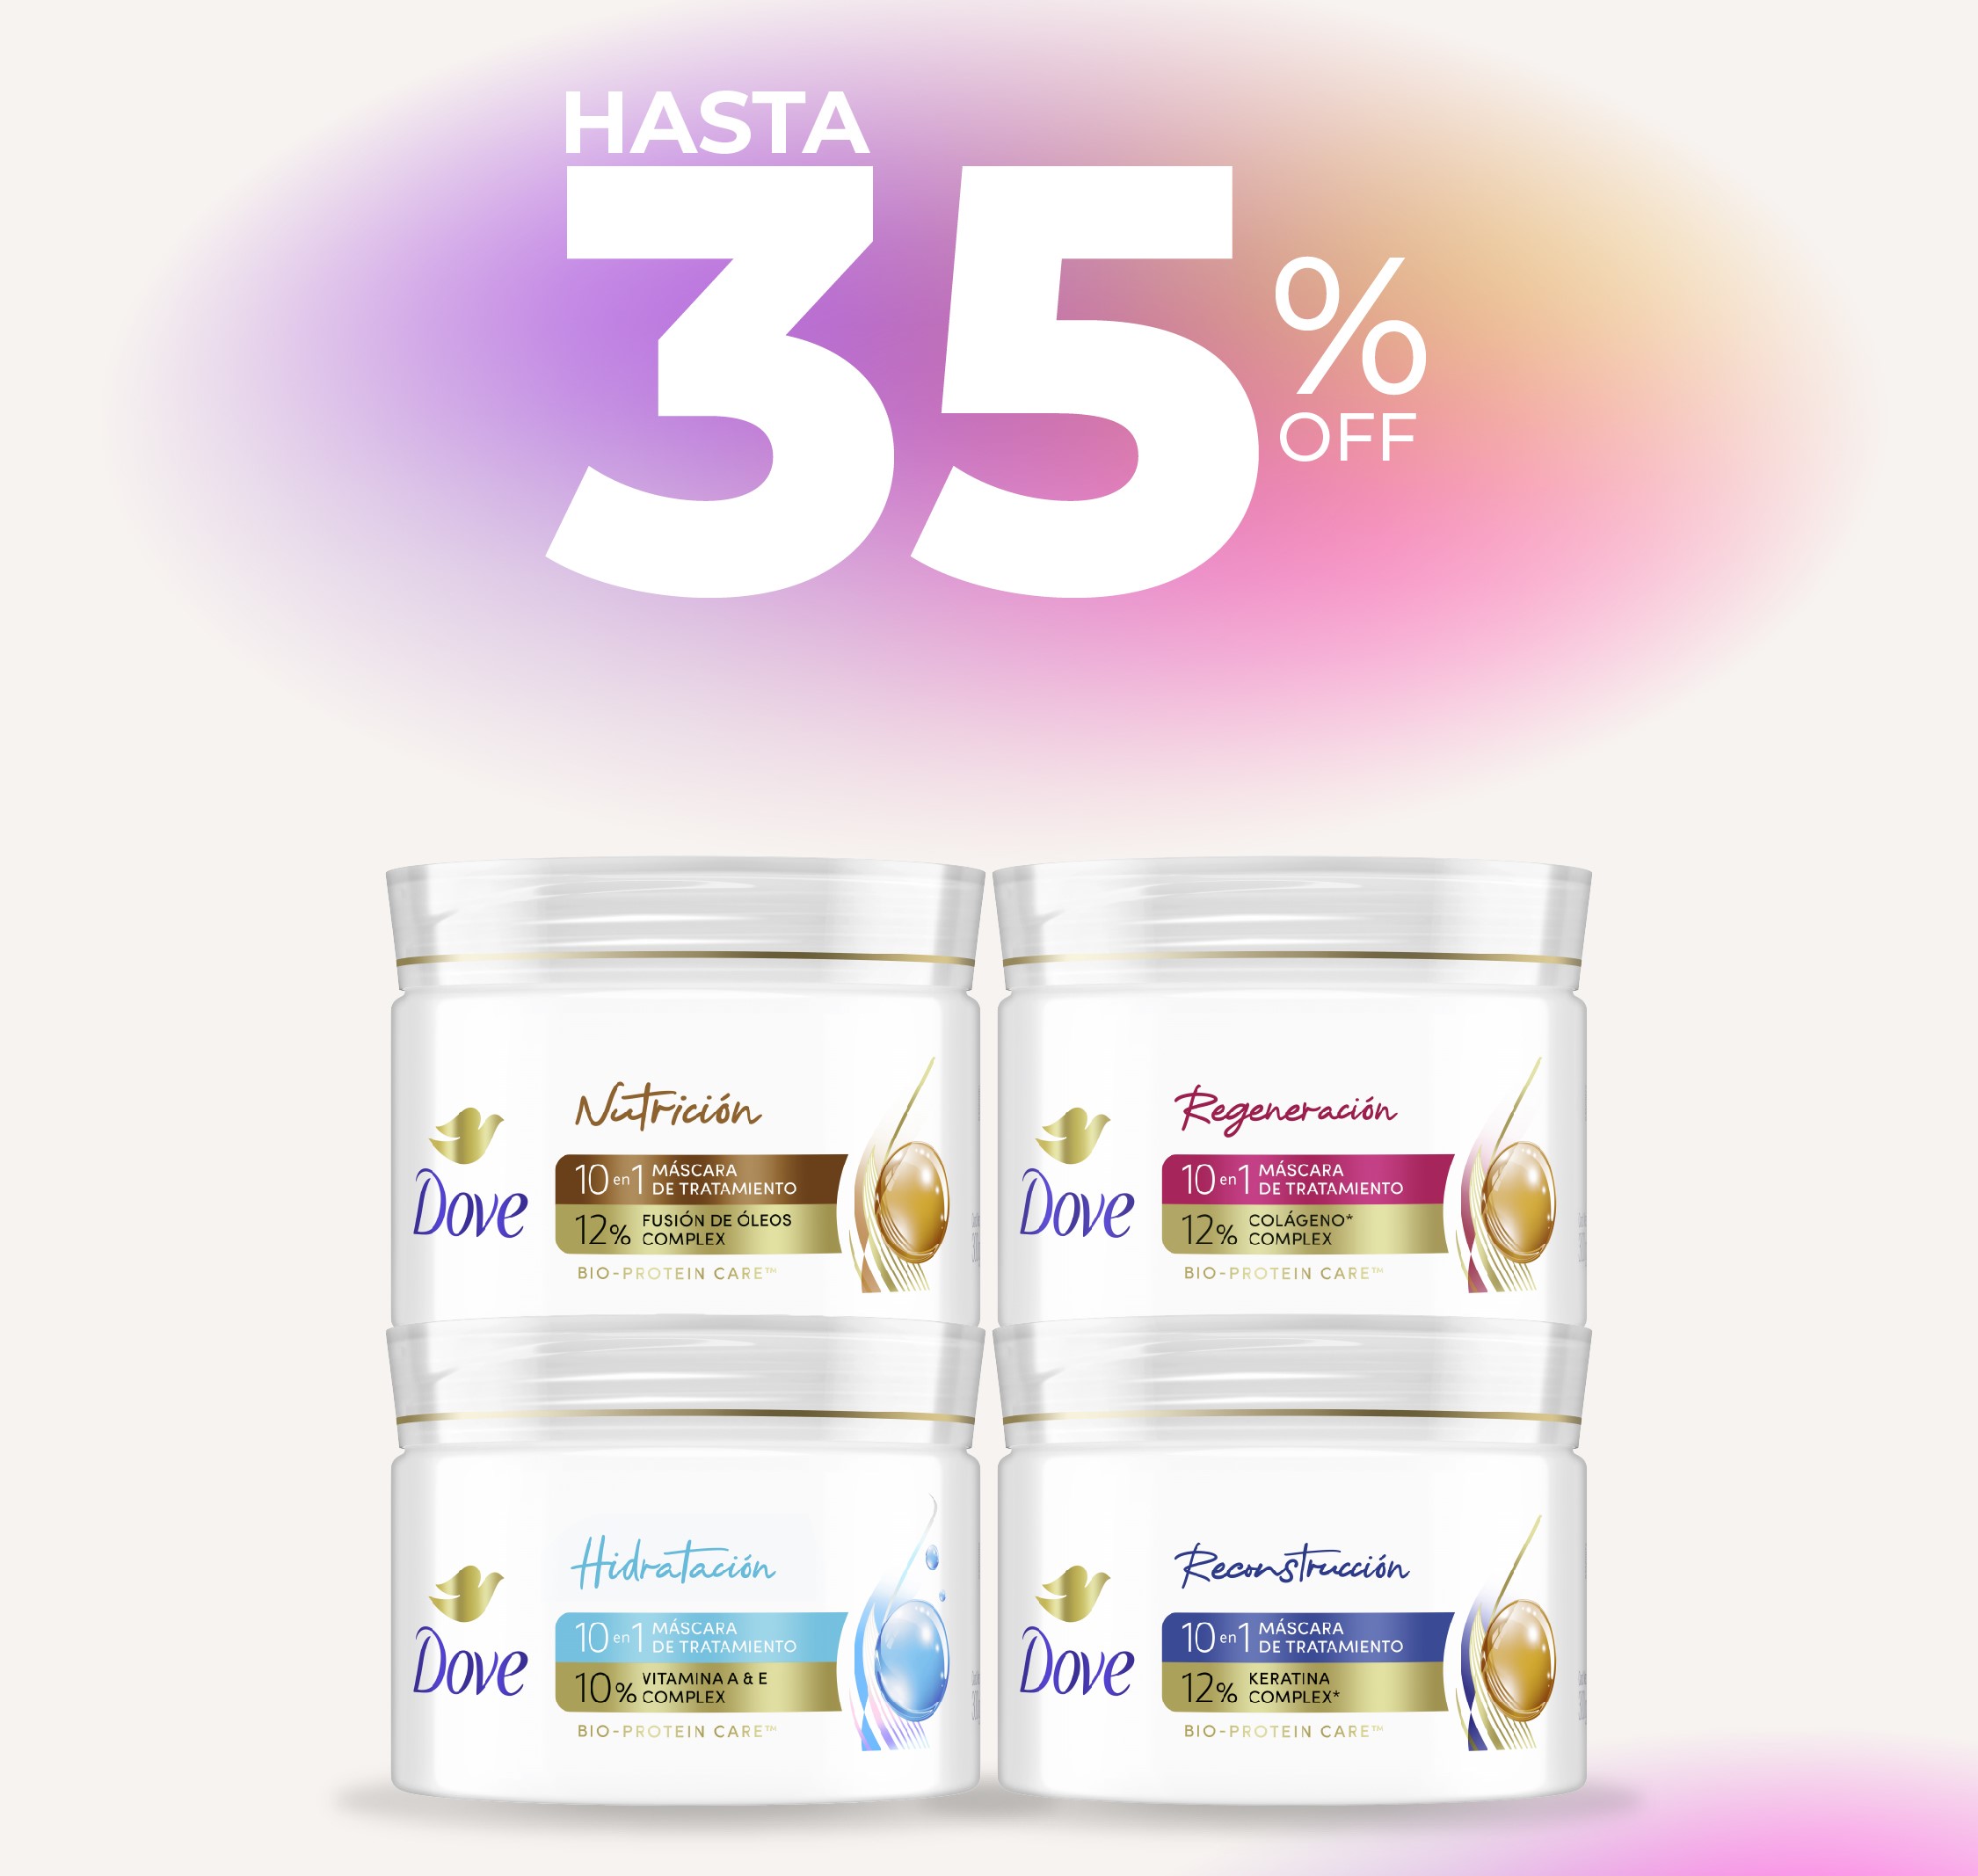 HASTA
35%
OFF
Nutrición
Dove
10 en 1 MÁSCARA
DE TRATAMIENTO
12% FUSIÓN DE ÓLEOS
COMPLEX
BIO-PROTEIN CARE™
Regeneración
Dove
10 en 1 MÁSCARA
DE TRATAMIENTO
12% COLÁGENO*
COMPLEX
BIO-PROTEIN CARE™
Hidratación
Dove
10 en 1 MÁSCARA
DE TRATAMIENTO
10% VITAMINA A & E
COMPLEX
BIO-PROTEIN CARE™
Reconstrucción
Dove
10 en 1 MÁSCARA
DE TRATAMIENTO
12% KERATINA
COMPLEX*
BIO-PROTEIN CARE™